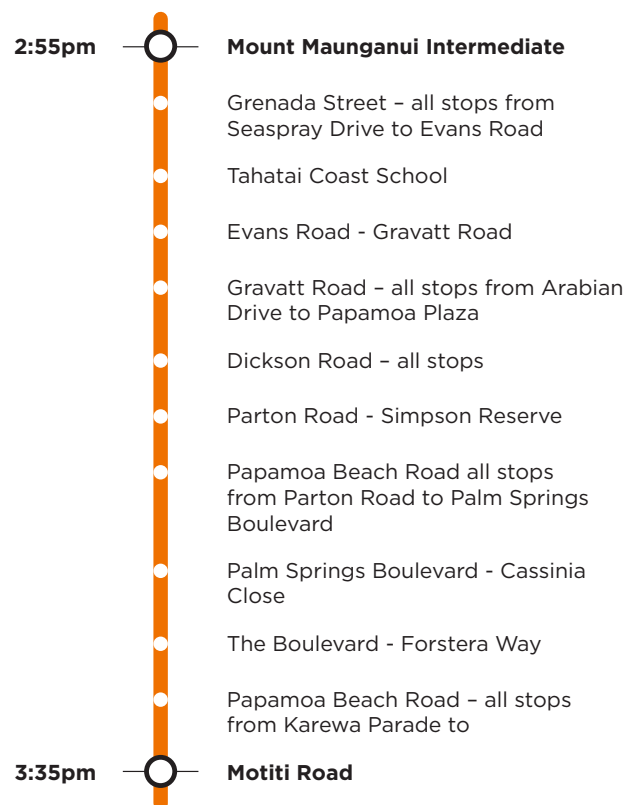 2:55pm Mount Maunganui Intermediate
Grenada Street – all stops from
Seaspray Drive to Evans Road
Tahatai Coast School
Evans Road - Gravatt Road
Gravatt Road – all stops from Arabian
Drive to Papamoa Plaza
Dickson Road – all stops
Parton Road - Simpson Reserve
Papamoa Beach Road all stops
from Parton Road to Palm Springs
Boulevard
Palm Springs Boulevard - Cassinia
Close
The Boulevard - Forstera Way
Papamoa Beach Road – all stops
from Karewa Parade to
3:35pm Motiti Road